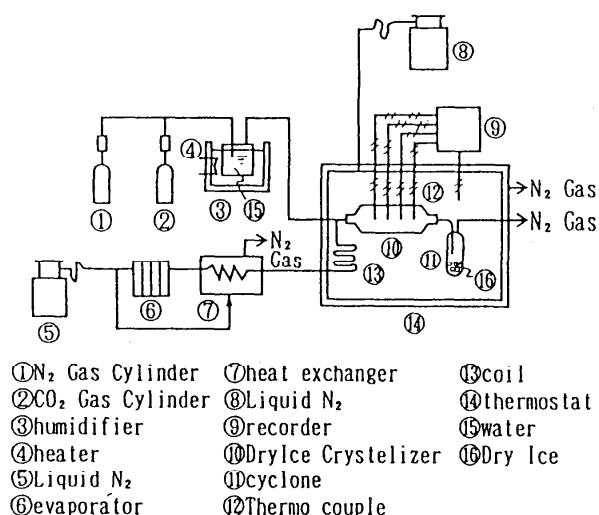 ⑧
④
⑨
①
②
③
⑮
⑫
N₂ Gas
N₂ Gas
⑩
N₂
Gas
⑬
⑪
⑯
⑤
⑥
⑦
⑭
①N₂ Gas Cylinder ⑦heat exchanger ⑬coil
②CO₂ Gas Cylinder ⑧Liquid N₂ ⑭thermostat
③humidifier ⑨recorder ⑮water
④heater ⑩DryIce Crystelizer ⑯Dry Ice
⑤Liquid N₂ ⑪cyclone
⑥evaporator ⑫Thermo couple